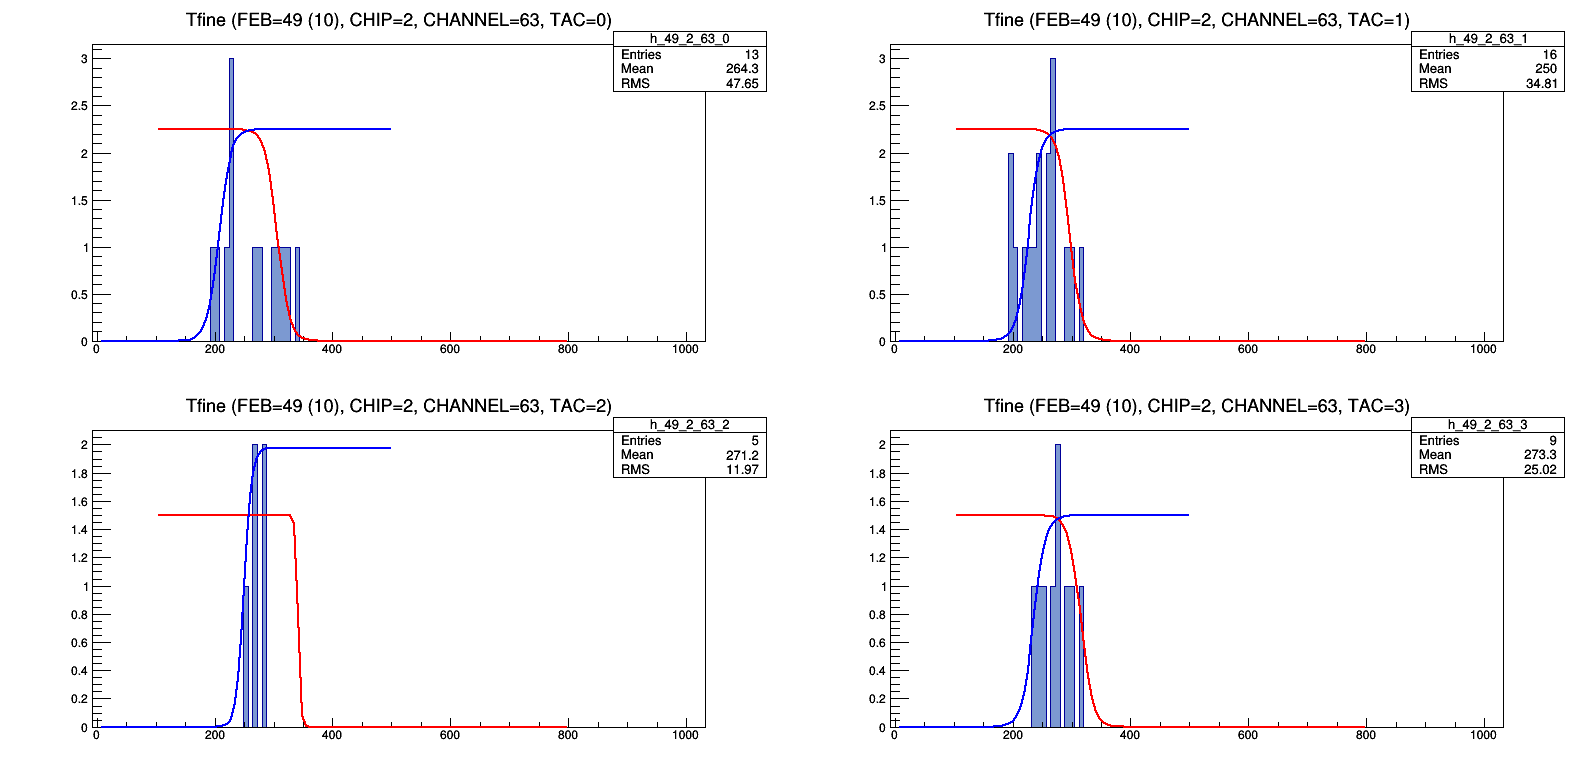 Tfine (FEB=49 (10), CHIP=2, CHANNEL=63, TAC=0)
h_49_2_63_0
Entries 13
Mean 264.3
RMS 47.65
3
2.5
2
1.5
1
0.5
0
0 200 400 600 800 1000
Tfine (FEB=49 (10), CHIP=2, CHANNEL=63, TAC=1)
h_49_2_63_1
Entries 16
Mean 250
RMS 34.81
3
2.5
2
1.5
1
0.5
0
0 200 400 600 800 1000
Tfine (FEB=49 (10), CHIP=2, CHANNEL=63, TAC=2)
h_49_2_63_2
Entries 5
Mean 271.2
RMS 11.97
2
1.8
1.6
1.4
1.2
1
0.8
0.6
0.4
0.2
0
0 200 400 600 800 1000
Tfine (FEB=49 (10), CHIP=2, CHANNEL=63, TAC=3)
h_49_2_63_3
Entries 9
Mean 273.3
RMS 25.02
2
1.8
1.6
1.4
1.2
1
0.8
0.6
0.4
0.2
0
0 200 400 600 800 1000